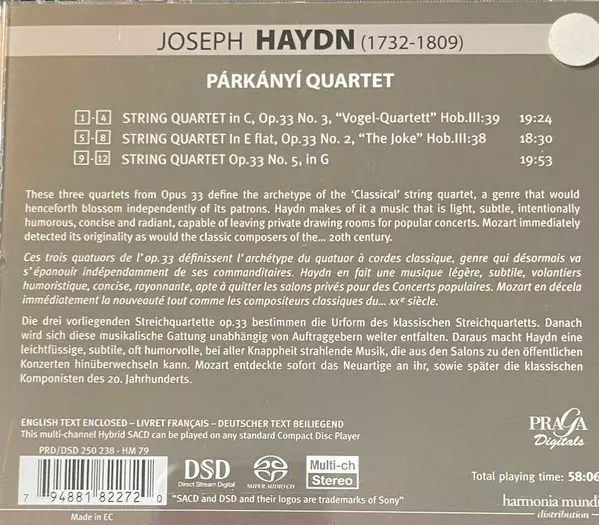 JOSEPH HAYDN (1732-1809)
PÁRKÁNYÍ QUARTET
1 - 4 STRING QUARTET in C, Op.33 No. 3, “Vogel-Quartett” Hob.III:39 19:24
5 - 8 STRING QUARTET In E flat, Op.33 No. 2, “The Joke” Hob.III:38 18:30
9 - 12 STRING QUARTET Op.33 No. 5, in G 19:53
These three quartets from Opus 33 define the archetype of the ‘Classical’ string quartet, a genre that would
henceforth blossom independently of its patrons. Haydn makes of it a music that is light, subtle, intentionally
humorous, concise and radiant, capable of leaving private drawing rooms for popular concerts. Mozart immediately
detected its originality as would the classic composers of the... 20th century.
Ces trois quatuors de l’op.33 définissent l’archétype du quatuor à cordes classique, genre qui désormais va
s’épanouir indépendamment de ses commanditaires. Haydn en fait une musique légère, subtile, volontiers
humoristique, concise, rayonnante, apte à quitter les salons privés pour des Concerts populaires. Mozart en décela
immédiatement la nouveauté tout comme les compositeurs classiques du... XXe siècle.
Die drei vorliegenden Streichquartette op.33 bestimmen die Urform des klassischen Streichquartetts. Danach
wird sich diese musikalische Gattung unabhängig von Auftraggebern weiter entfalten. Daraus macht Haydn eine
leichtfüssige, subtile, oft humorvolle, bei aller Knappheit strahlende Musik, die aus den Salons zu den öffentlichen
Konzerten hinüberwechseln kann. Mozart entdeckte sofort das Neuartige an ihr, sowie später die klassischen
Komponisten des 20. Jahrhunderts.
ENGLISH TEXT ENCLOSED – LIVRET FRANÇAIS – DEUTSCHER TEXT BEILIEGEND
This multi-channel Hybrid SACD can be played on any standard Compact Disc Player
PRD/DSD 250 238 - HM 79
7 94881 82272 0
Made in EC
DSD
Direct Stream Digital
SUPER AUDIO CD
Multi-ch
Stereo
“SACD and DSD and their logos are trademarks of Sony”
PRAGA
Digitals
Total playing time: 58:06
harmonia mundi
distribution